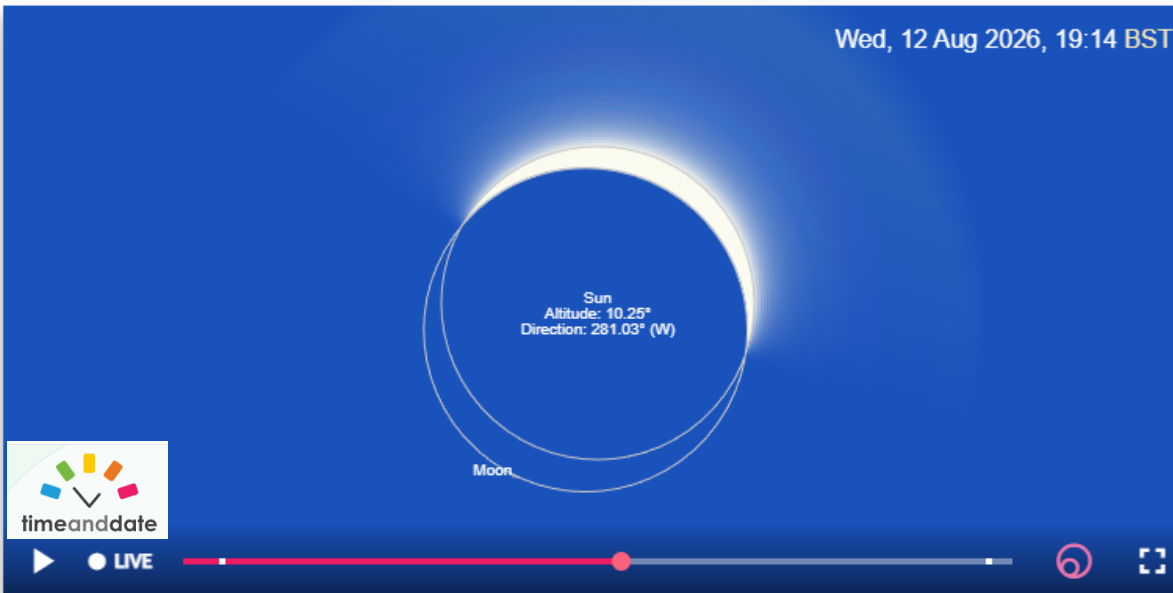 Wed, 12 Aug 2026, 19:14 BST
Sun
Altitude: 10.25°
Direction: 281.03° (W)
Moon
timeanddate
LIVE